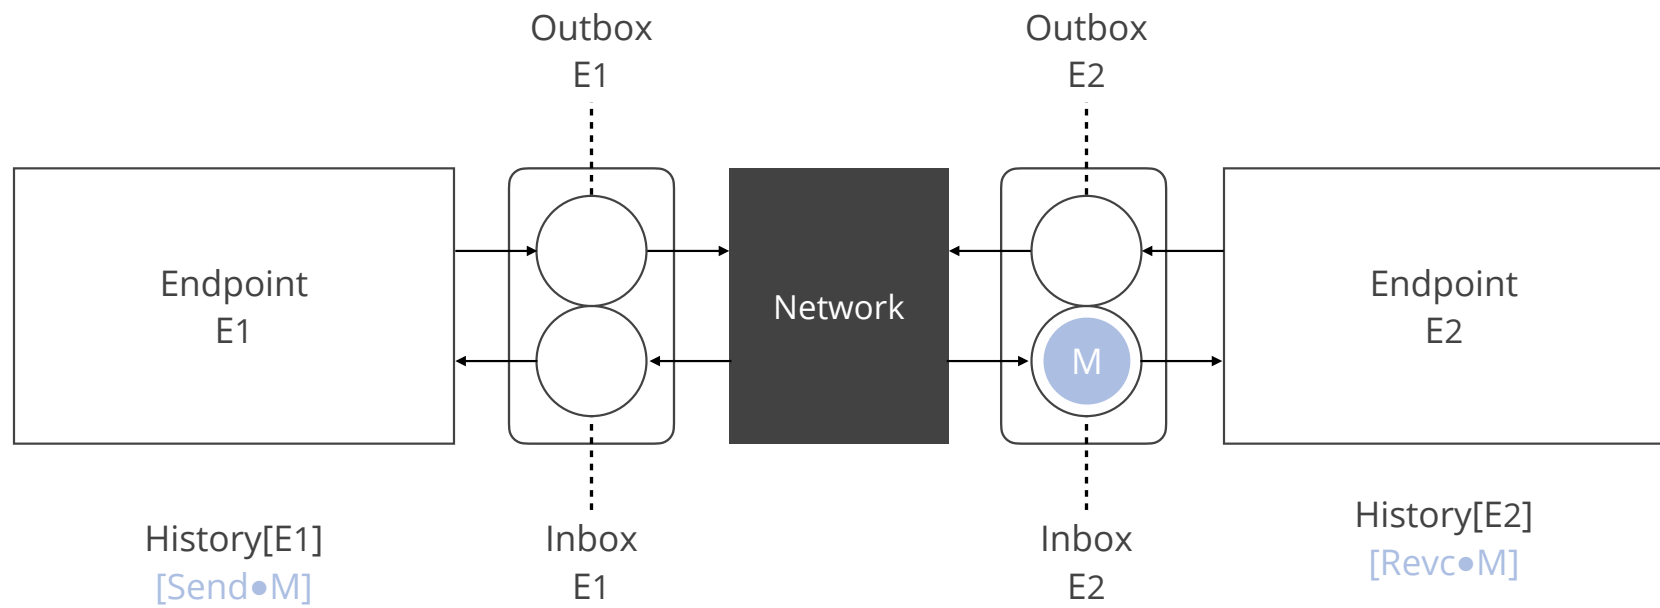 Outbox
E1
Outbox
E2
Endpoint
E1
Network
M
Endpoint
E2
History[E1]
[Send●M]
Inbox
E1
Inbox
E2
History[E2]
[Revc●M]